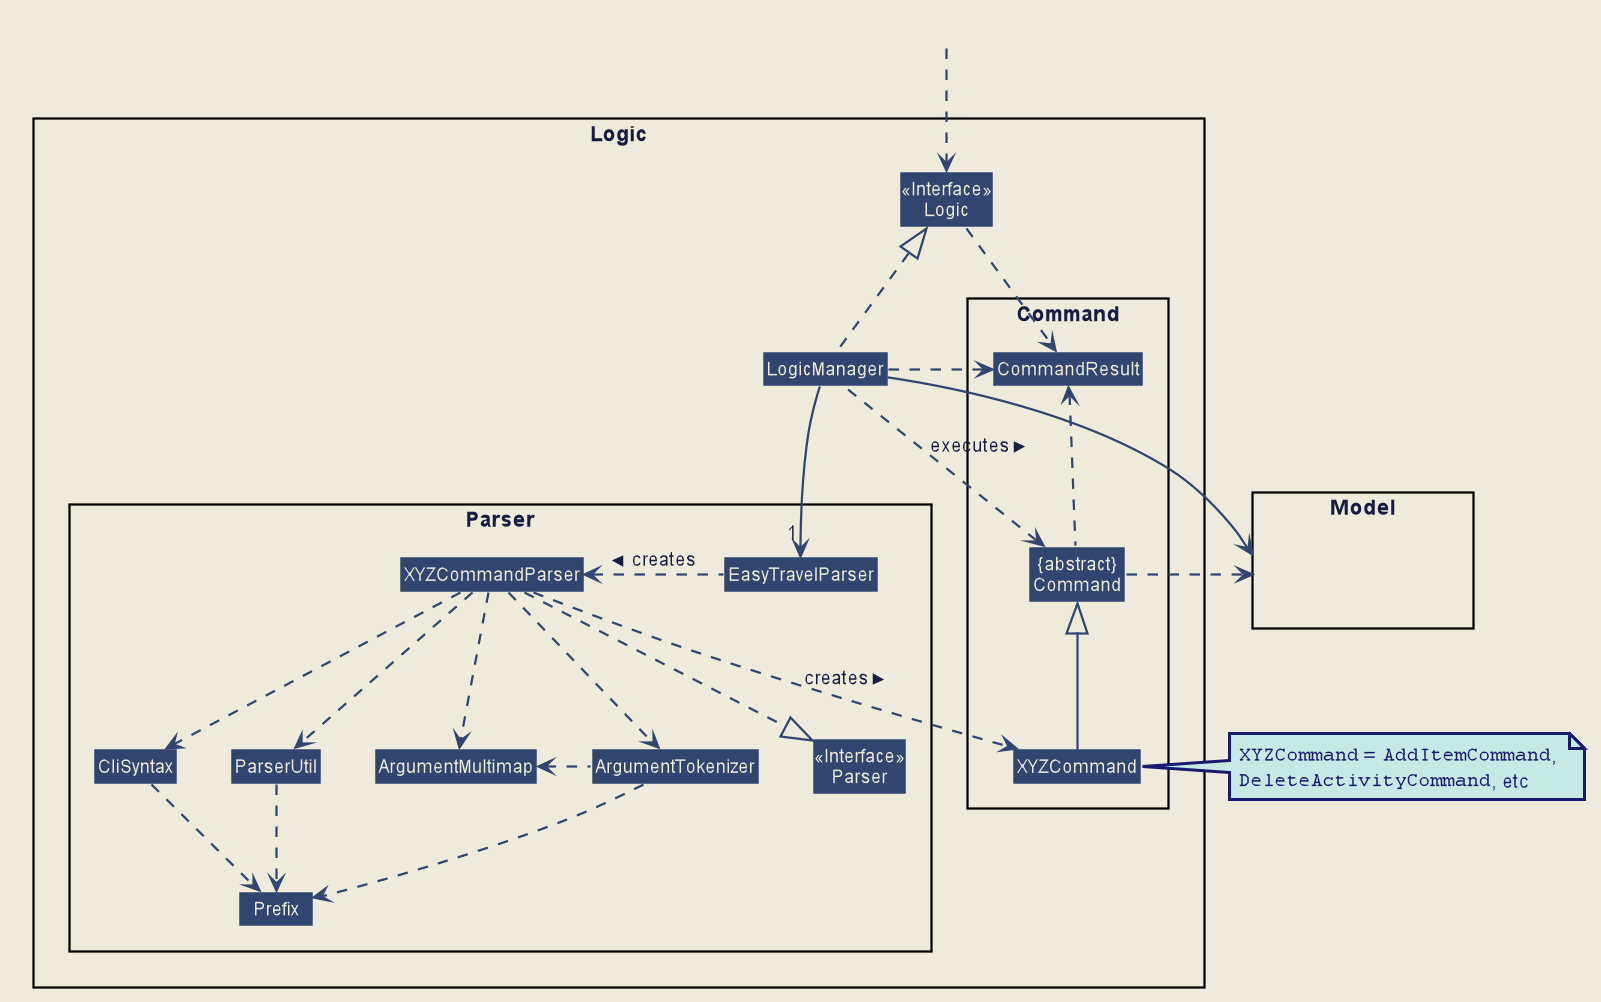 Logic
«Interface»
Logic
Command
LogicManager
CommandResult
executes ►
Model
Parser
1
XYZCommandParser
◄ creates
EasyTravelParser
{abstract}
Command
creates ►
CliSyntax
ParserUtil
ArgumentMultimap
ArgumentTokenizer
«Interface»
Parser
XYZCommand
XYZCommand = AddItemCommand,
DeleteActivityCommand, etc
Prefix